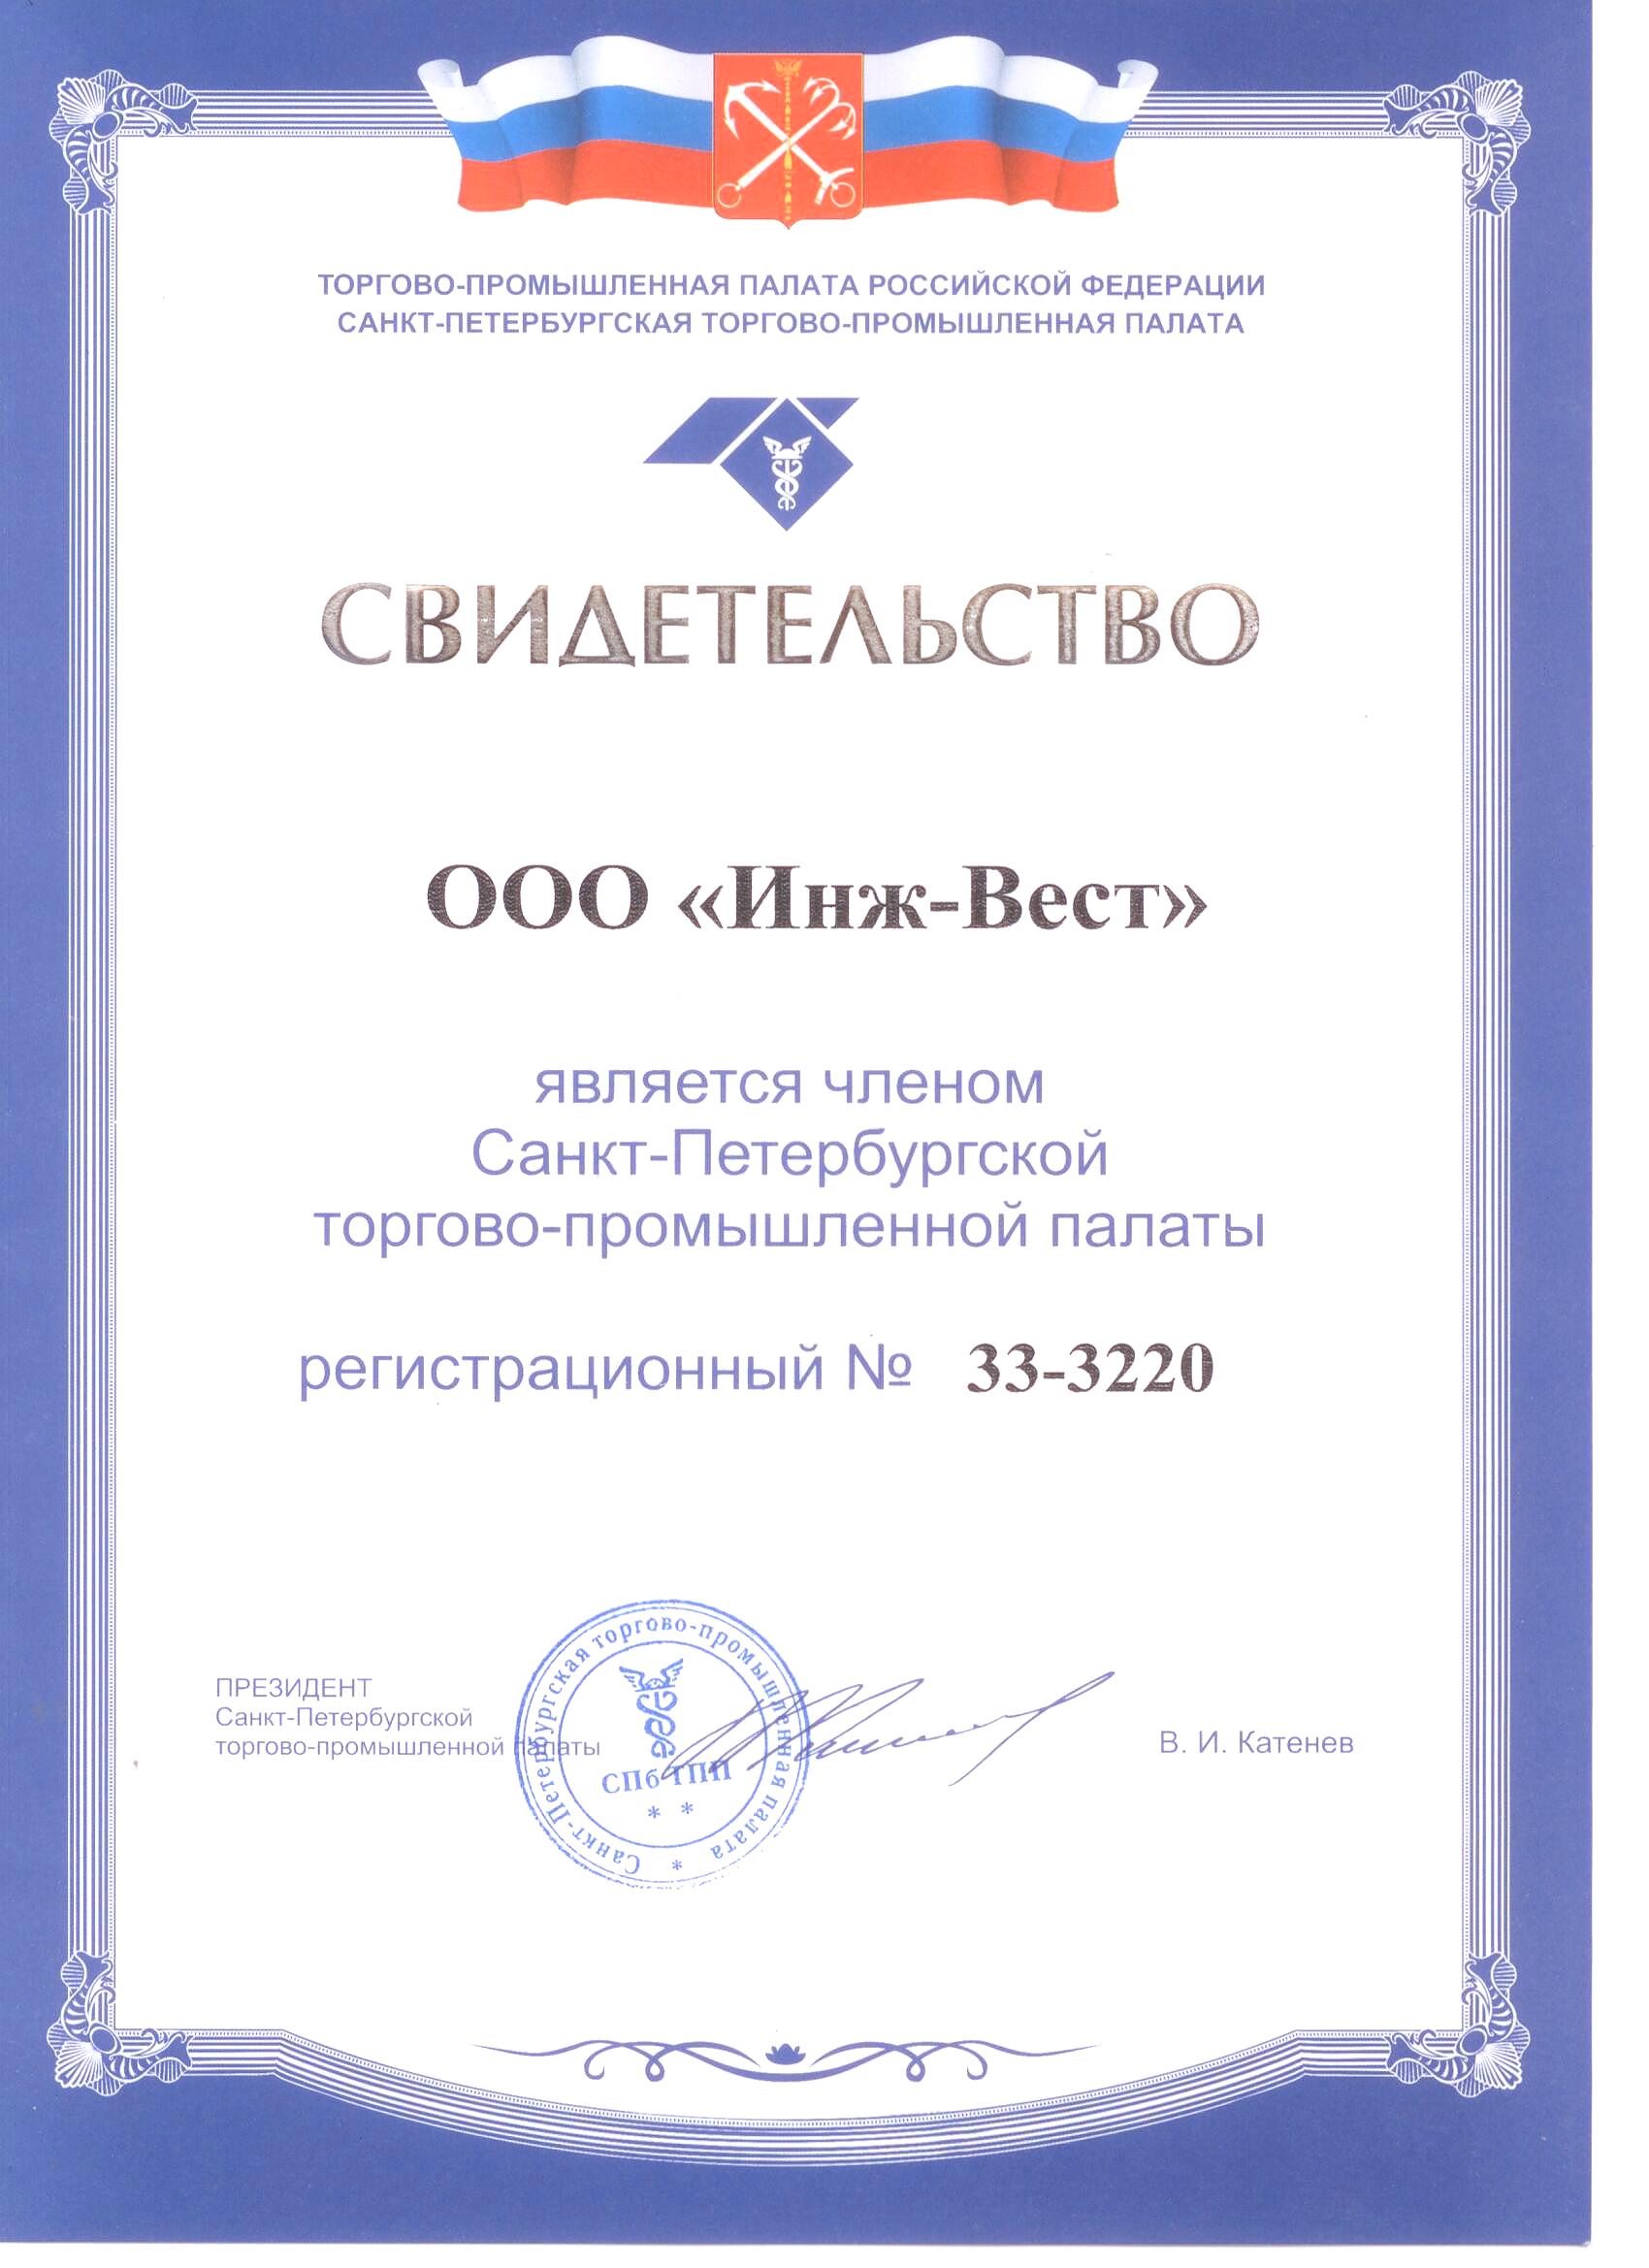 ТОРГОВО-ПРОМЫШЛЕННАЯ ПАЛАТА РОССИЙСКОЙ ФЕДЕРАЦИИ
САНКТ-ПЕТЕРБУРГСКАЯ ТОРГОВО-ПРОМЫШЛЕННАЯ ПАЛАТА
СВИДЕТЕЛЬСТВО
ООО «Инж-Вест»
является членом
Санкт-Петербургской
торгово-промышленной палаты
регистрационный № 33-3220
ПРЕЗИДЕНТ
Санкт-Петербургской
торгово-промышленной палаты
Санкт-Петербургская торгово-промышленная палата *
СПб ТПП
* *
В. И. Катенев